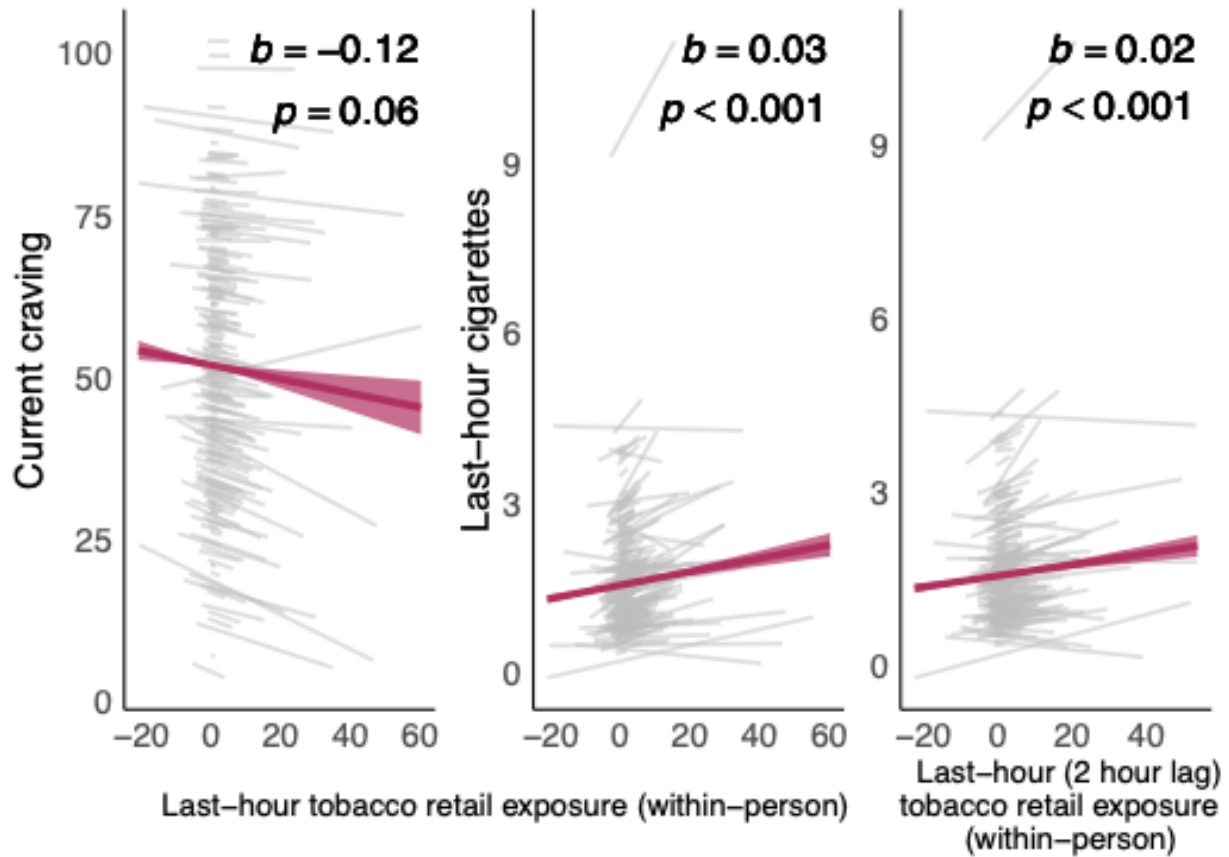 Current craving
100
75
50
25
0
b = −0.12
p = 0.06
−20 0 20 40 60
Last−hour cigarettes
9
6
3
0
b = 0.03
p < 0.001
−20 0 20 40 60
Last−hour tobacco retail exposure (within−person)
9
6
3
0
b = 0.02
p < 0.001
−20 0 20 40
Last−hour (2 hour lag)
tobacco retail exposure
(within−person)